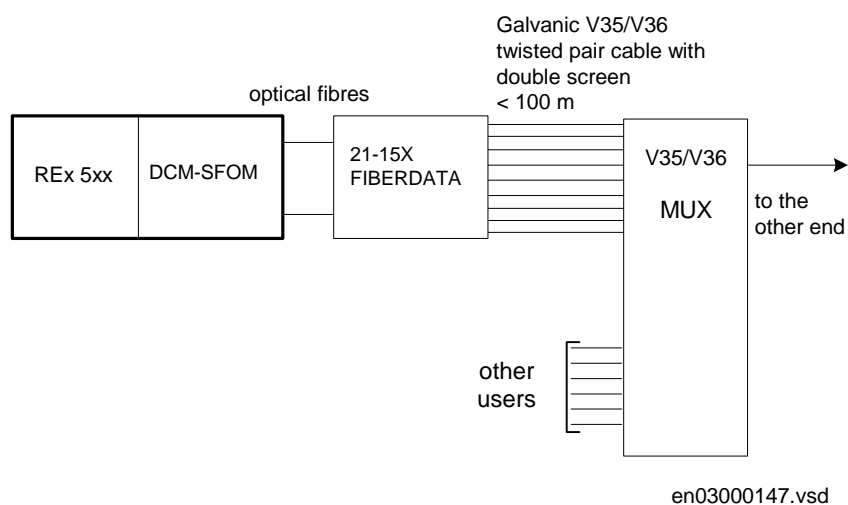 Galvanic V35/V36
twisted pair cable with
double screen
< 100 m
optical fibres
REx 5xx
DCM-SFOM
21-15X
FIBERDATA
V35/V36
MUX
to the
other end
other
users
en03000147.vsd